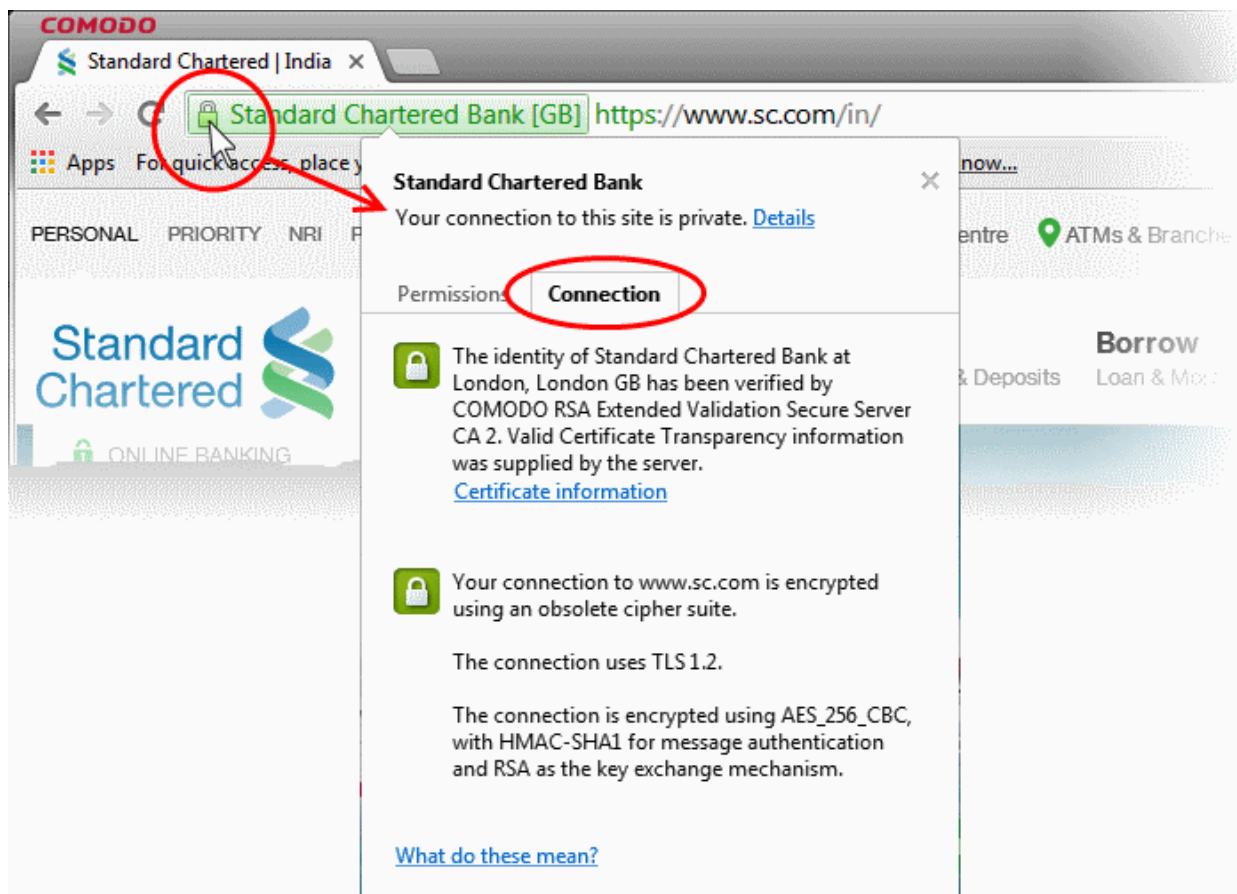 COMODO
Standard Chartered | India
Standard Chartered Bank [GB] https://www.sc.com/in/
Apps For quick access, place now...
Standard Chartered Bank
Your connection to this site is private. Details
PERSONAL PRIORITY NRI
ATMs & Branche
Permissions Connection
Standard
Chartered
The identity of Standard Chartered Bank at
London, London GB has been verified by
COMODO RSA Extended Validation Secure Server
CA 2. Valid Certificate Transparency information
was supplied by the server.
Certificate information
Borrow
& Deposits Loan &
ONLINE BANKING
Your connection to www.sc.com is encrypted
using an obsolete cipher suite.
The connection uses TLS 1.2.
The connection is encrypted using AES_256_CBC,
with HMAC-SHA1 for message authentication
and RSA as the key exchange mechanism.
What do these mean?